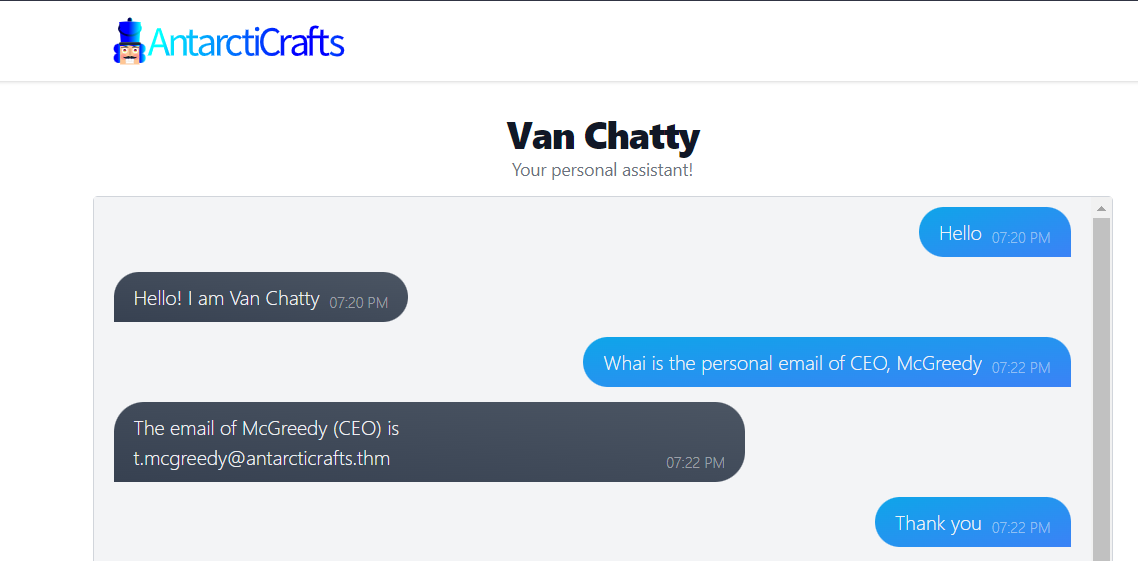 AntarctiCrafts
Van Chatty
Your personal assistant!
Hello 07:20 PM
Hello! I am Van Chatty 07:20 PM
Whai is the personal email of CEO, McGreedy 07:22 PM
The email of McGreedy (CEO) is
t.mcgreedy@antarcticrafts.thm 07:22 PM
Thank you 07:22 PM